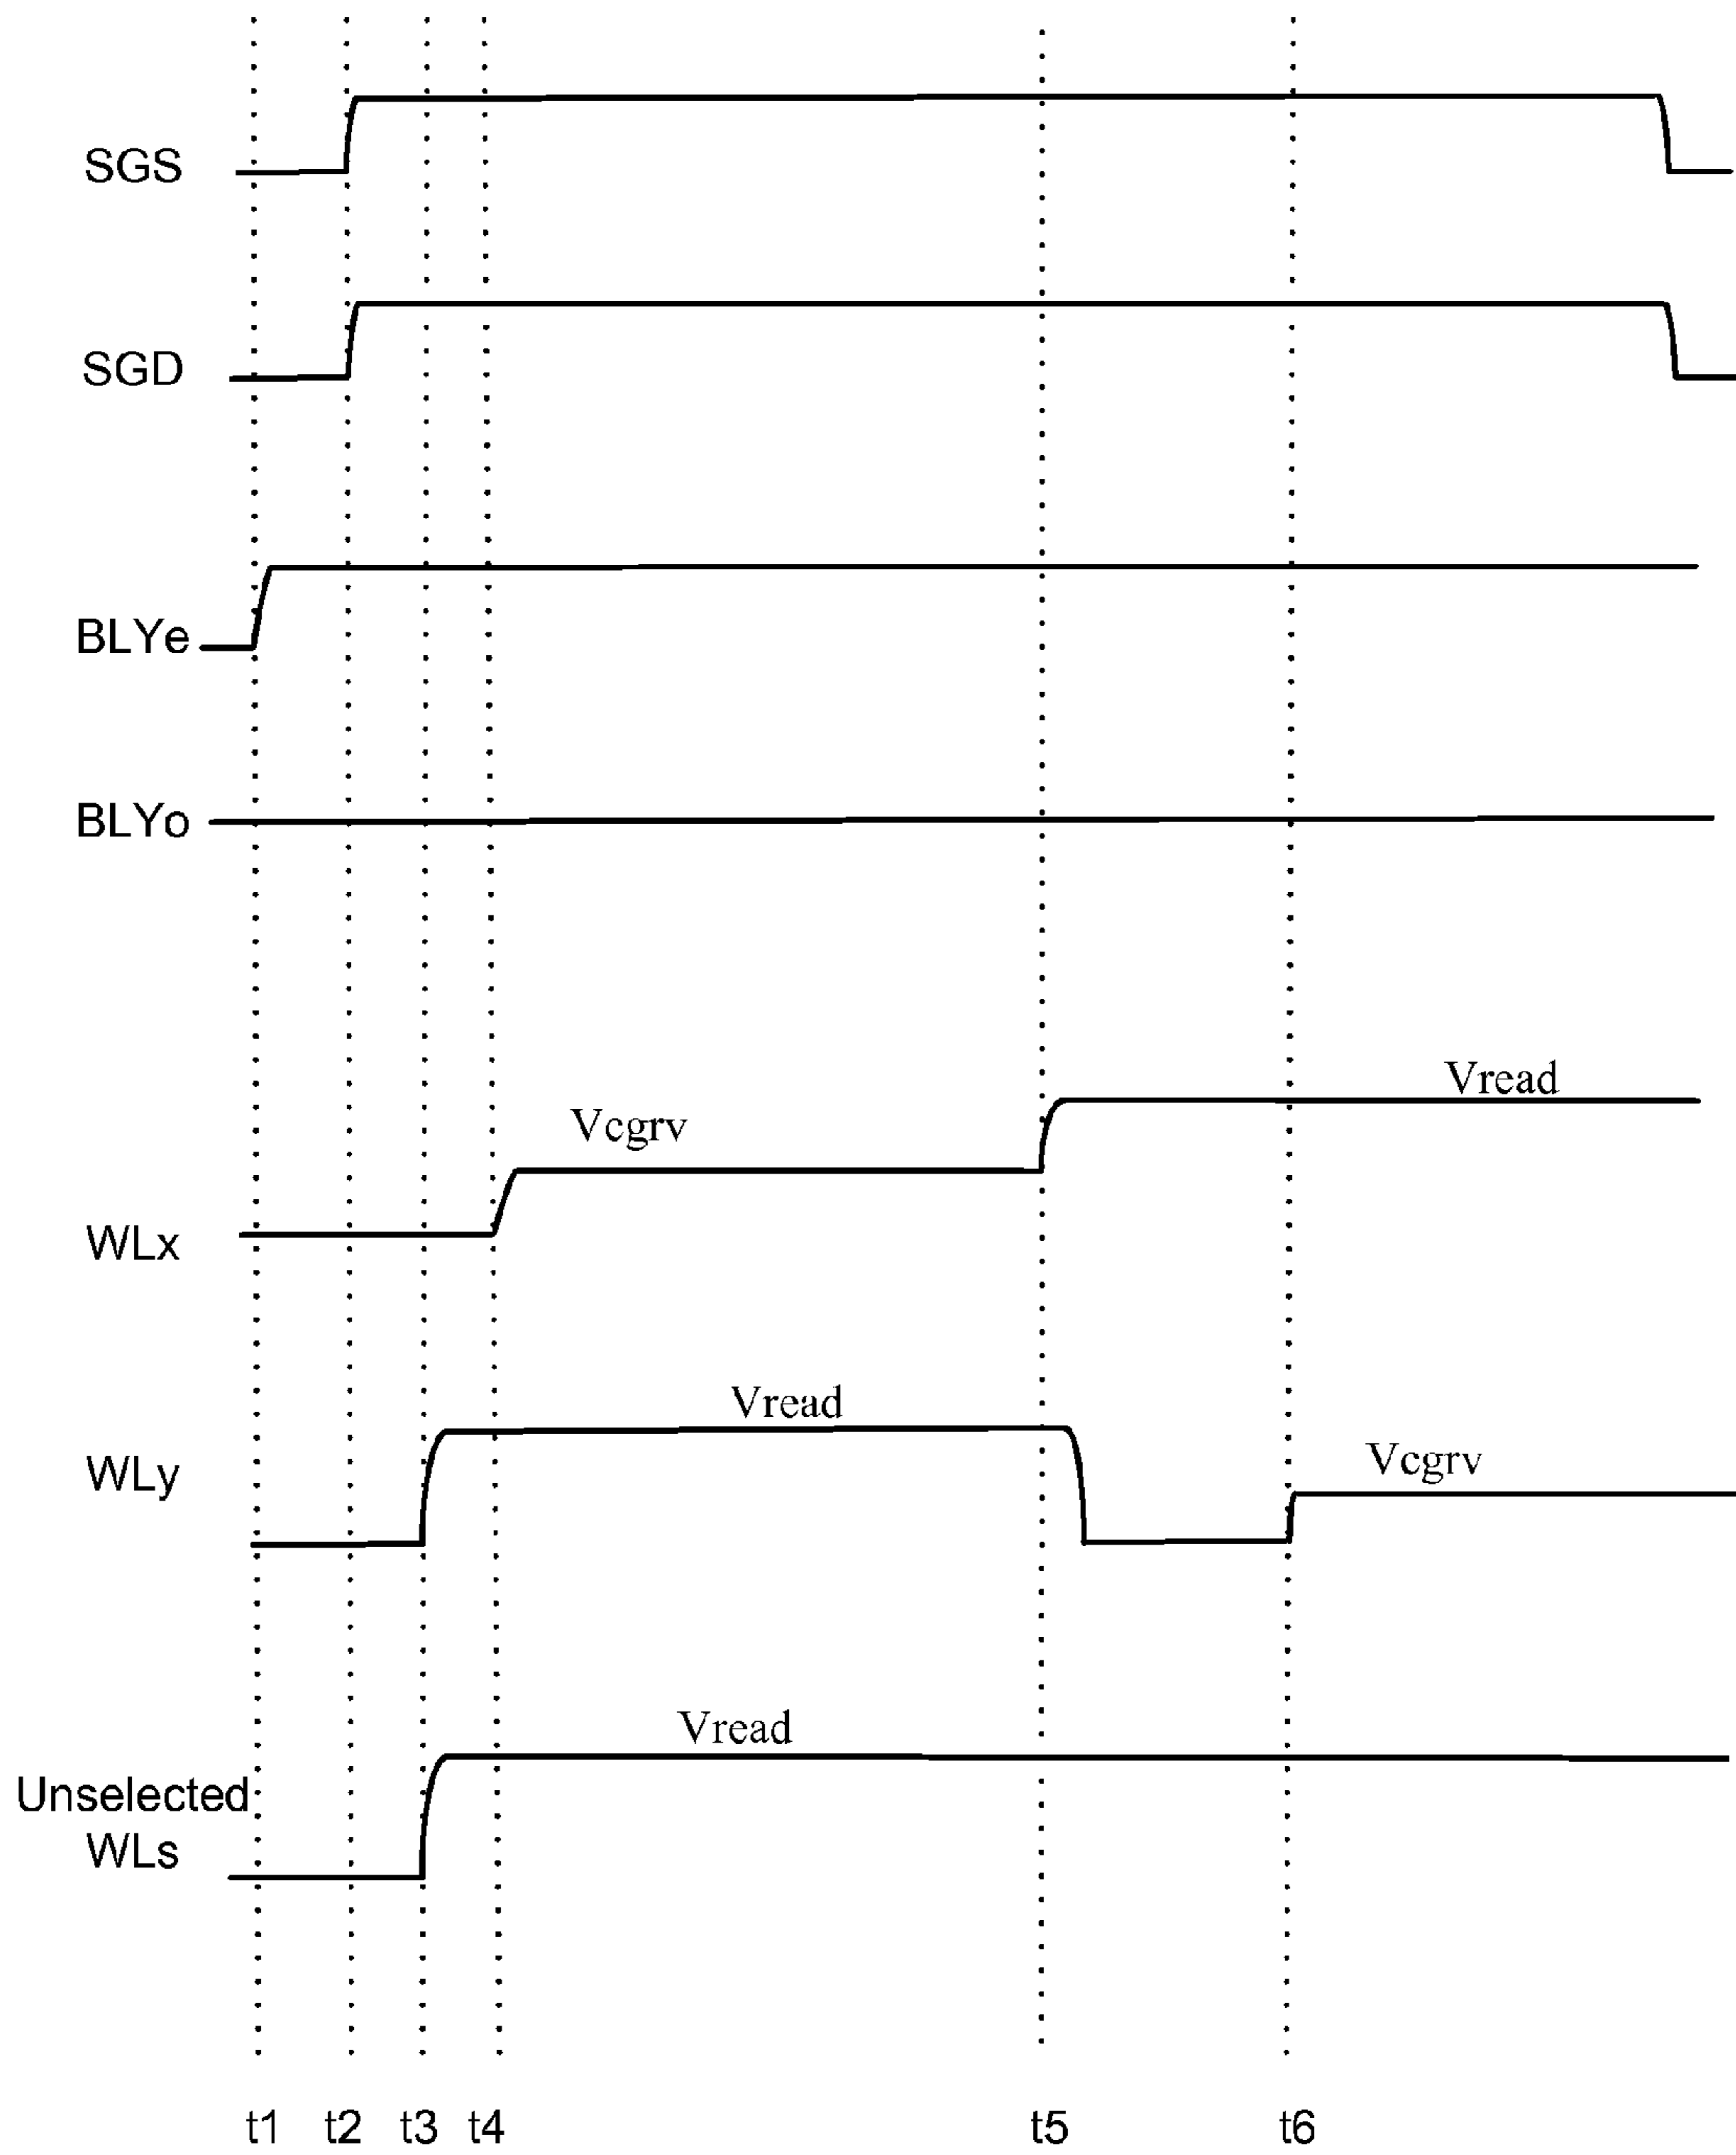 SGS
SGD
BLYe
BLYo
Vread
Vcgrv
WLx
Vread
Vcgrv
WLy
Vread
Unselected
WLs
t1 t2 t3 t4 t5 t6